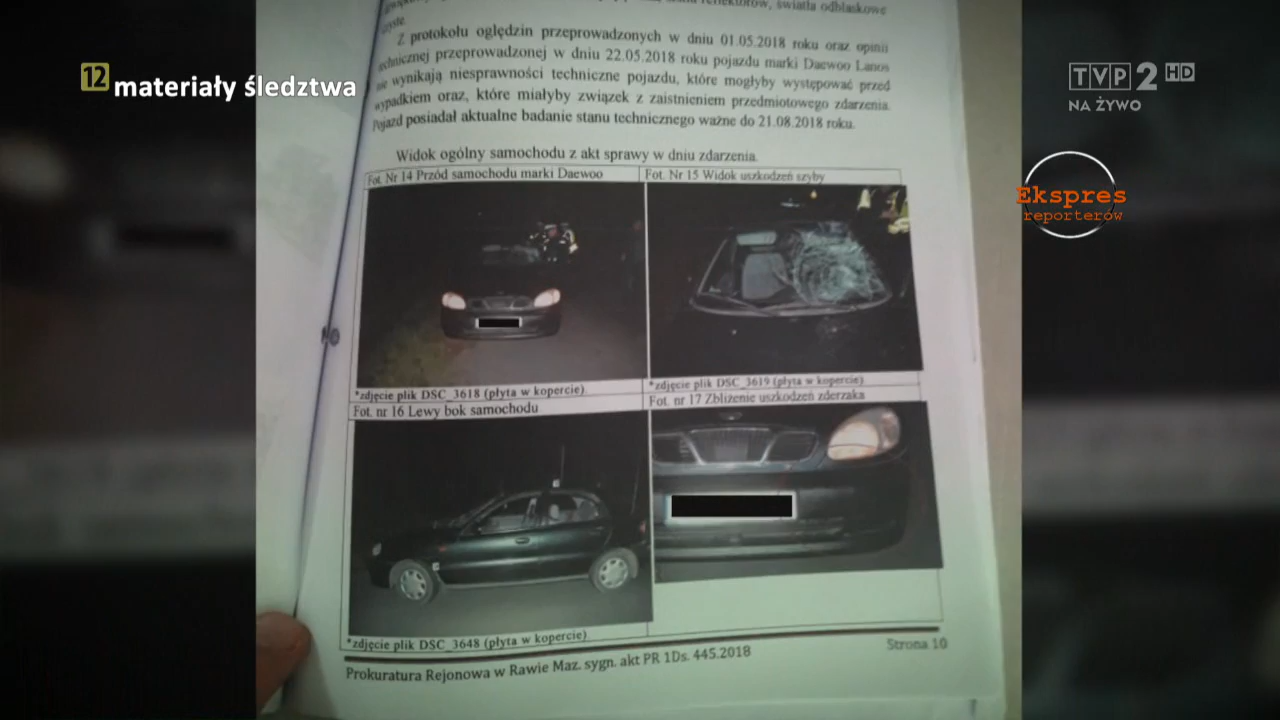 12 materiały śledztwa
TVP 2 HD
NA ŻYWO
Ekspres
reporterów
światła odblaskowe
Z protokołu oględzin przeprowadzonych w dniu 01.05.2018 roku oraz opinii
technicznej przeprowadzonej w dniu 22.05.2018 roku pojazdu marki Daewoo Lanos
nie wynikają niesprawności techniczne pojazdu, które mogłyby występować przed
wypadkiem oraz, które miałyby związek z zaistnieniem przedmiotowego zdarzenia.
Pojazd posiadał aktualne badanie stanu technicznego ważne do 21.08.2018 roku.
Widok ogólny samochodu z akt sprawy w dniu zdarzenia.
Fot. Nr 14 Przód samochodu marki Daewoo
Fot. Nr 15 Widok uszkodzeń szyby
*zdjęcie plik DSC_3618 (płyta w kopercie).
*zdjęcie plik DSC_3619 (płyta w kopercie)
Fot. nr 16 Lewy bok samochodu
Fot. nr 17 Zbliżenie uszkodzeń zderzaka
*zdjęcie plik DSC_3648 (płyta w kopercie).
Strona 10
Prokuratura Rejonowa w Rawie Maz. sygn. akt PR 1Ds. 445.2018